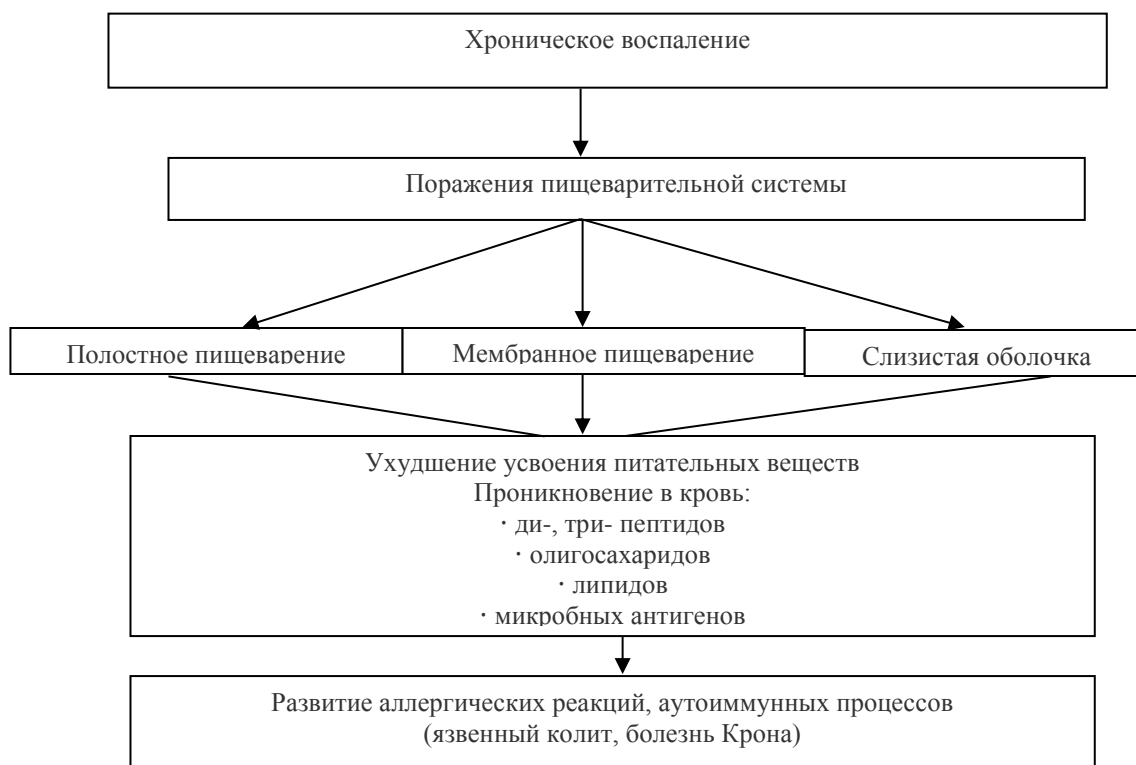 Хроническое воспаление
Поражения пищеварительной системы
Полостное пищеварение
Мембранное пищеварение
Слизистая оболочка
Ухудшение усвоения питательных веществ
Проникновение в кровь:
· ди-, три- пептидов
· олигосахаридов
· липидов
· микробных антигенов
Развитие аллергических реакций, аутоиммунных процессов
(язвенный колит, болезнь Крона)